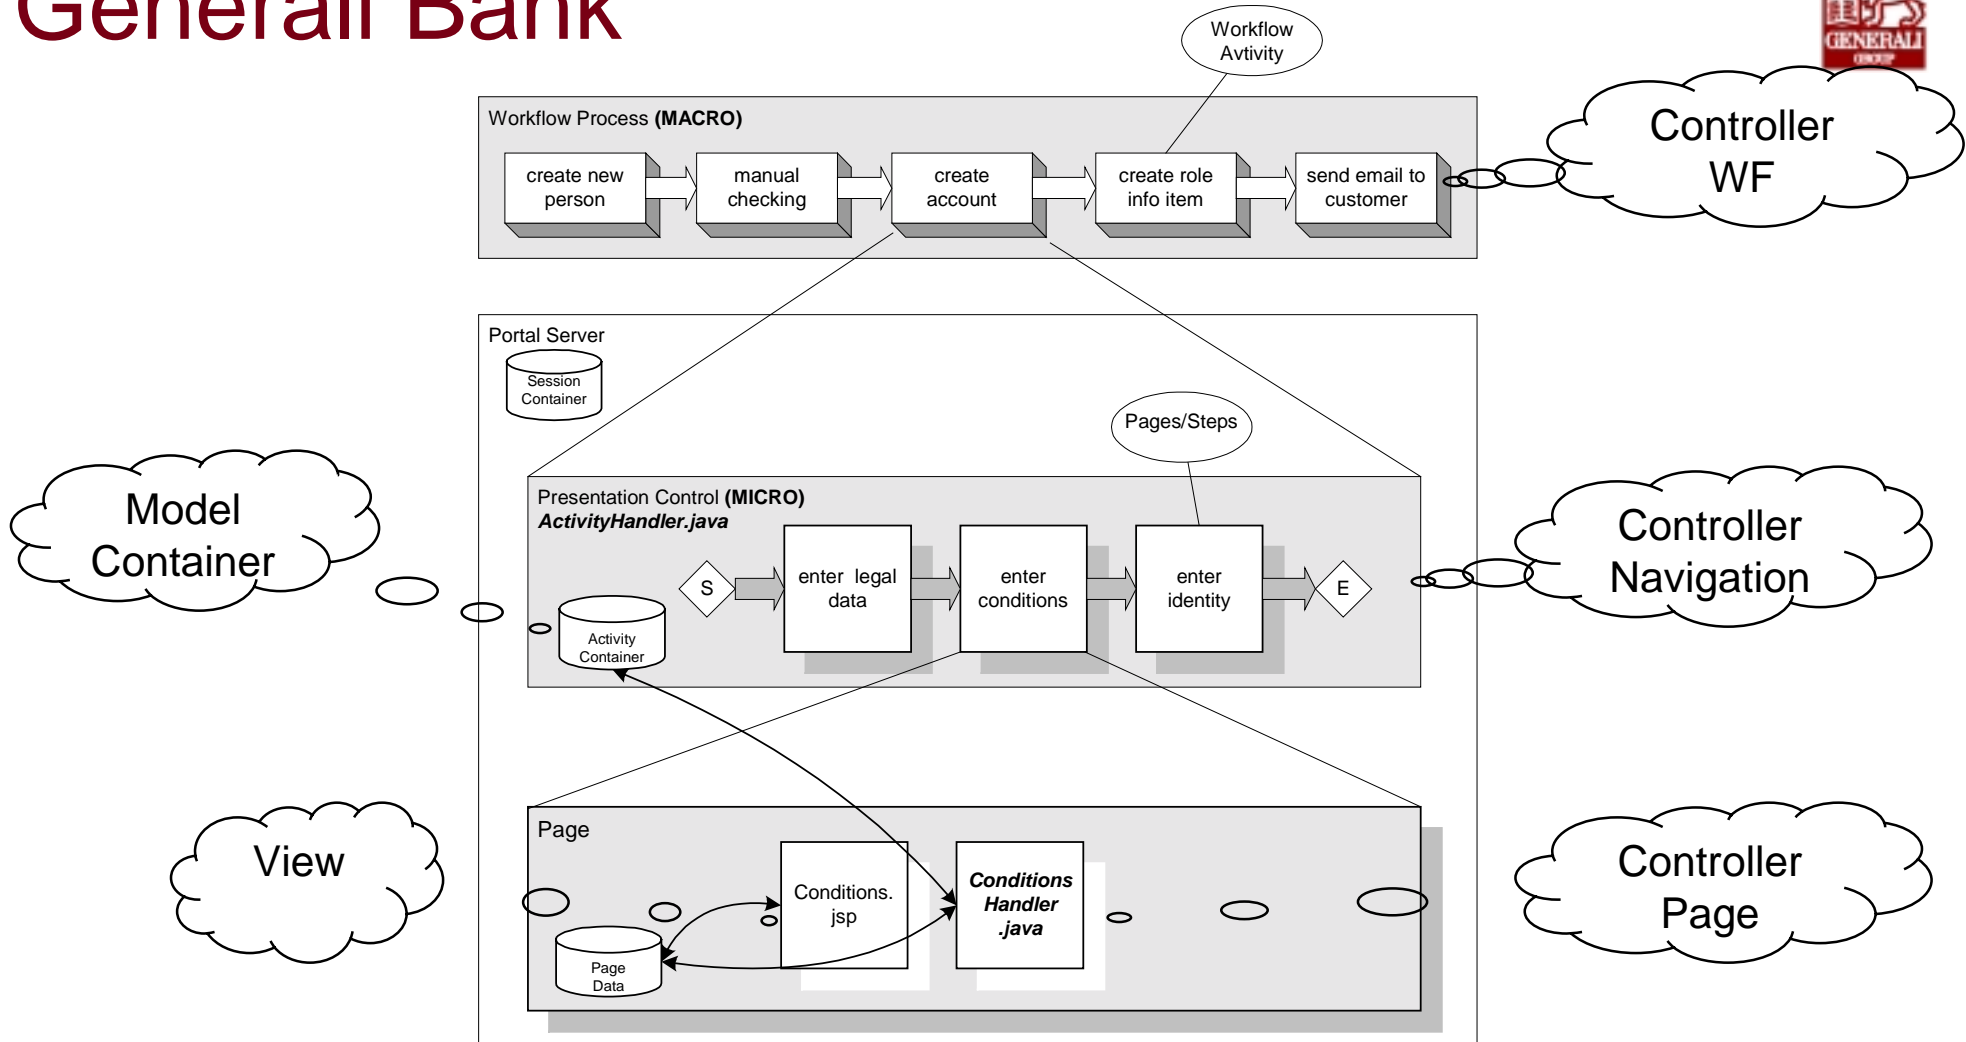 Generali Bank
GENERALI
GROUP
Workflow
Avtivity
Workflow Process (MACRO)
create new
person
manual
checking
create
account
create role
info item
send email to
customer
Controller
WF
Portal Server
Session
Container
Pages/Steps
Model
Container
Presentation Control (MICRO)
ActivityHandler.java
S
enter legal
data
enter
conditions
enter
identity
E
Activity
Container
Controller
Navigation
View
Page
Conditions.
jsp
Conditions
Handler
.java
Page
Data
Controller
Page